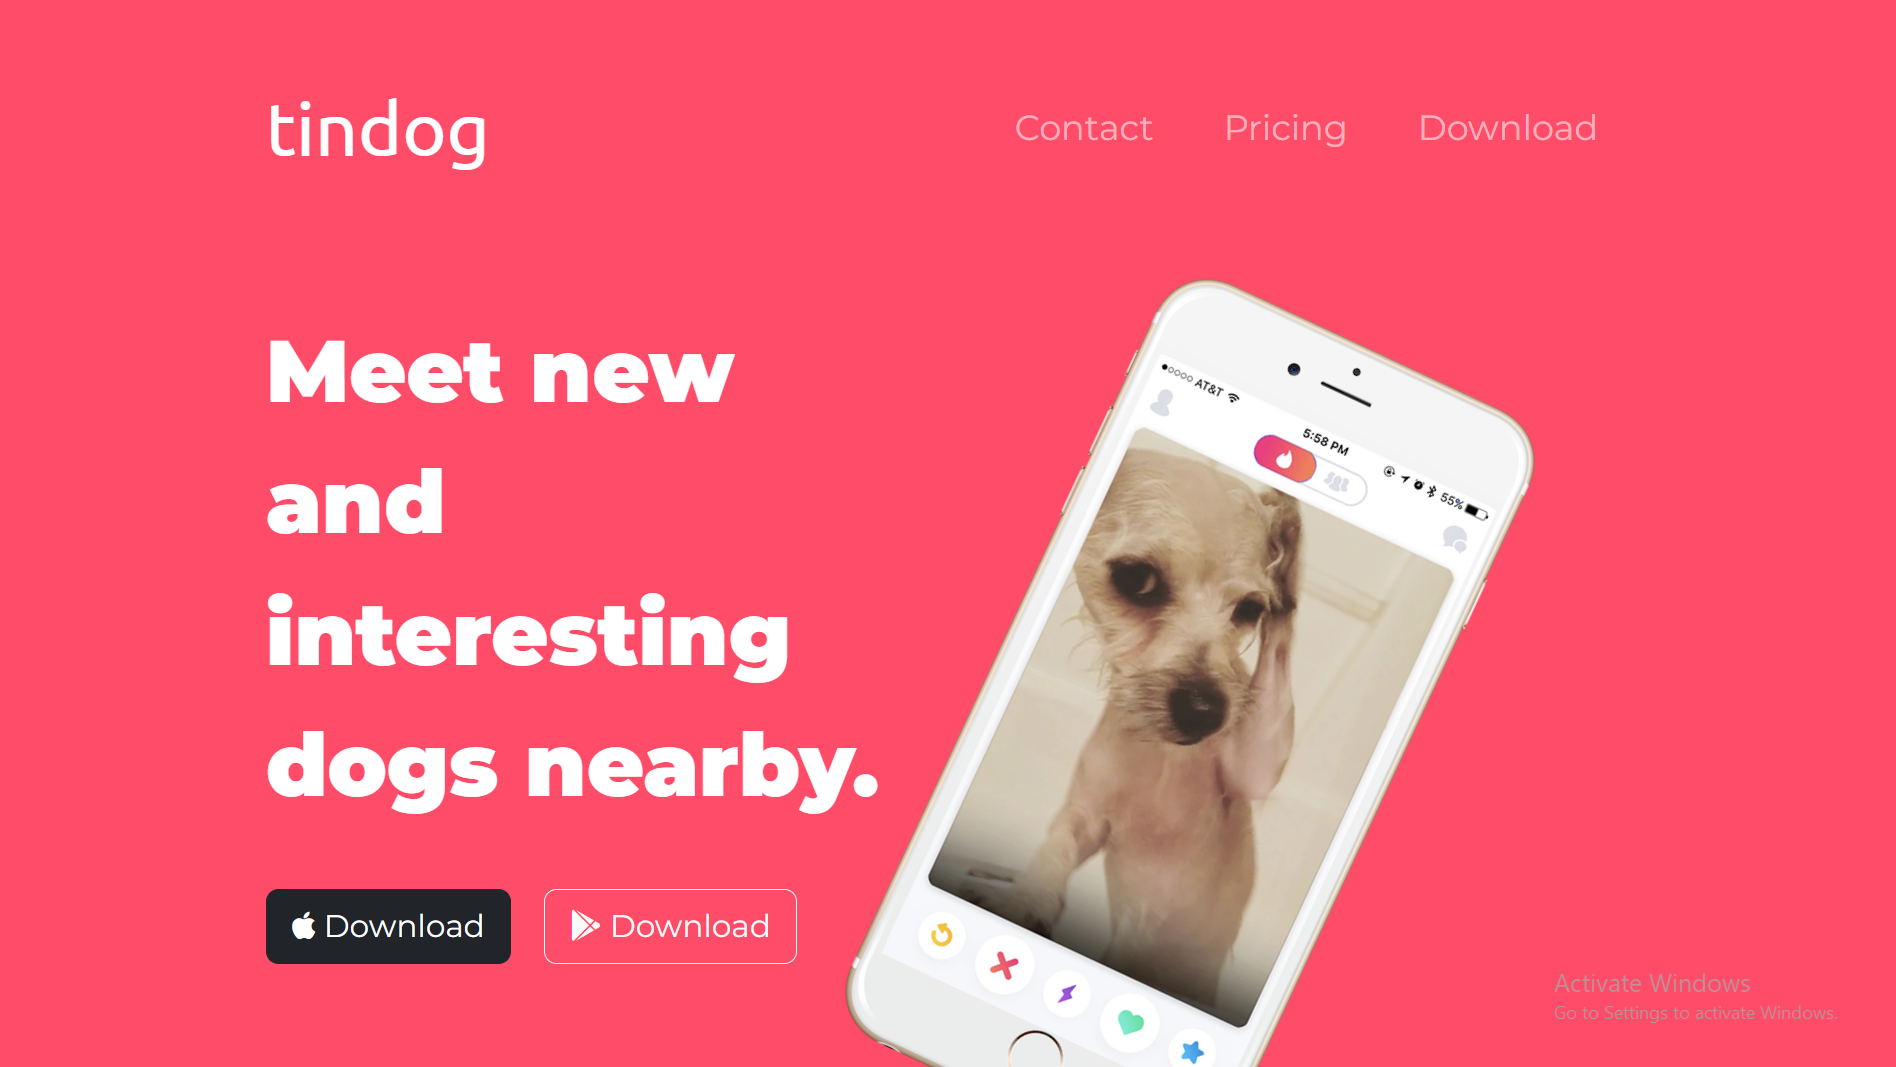 tindog
Contact Pricing Download
Meet new
and
interesting
dogs nearby.
Download Download
AT&T
5:58 PM
55%
Activate Windows
Go to Settings to activate Windows.